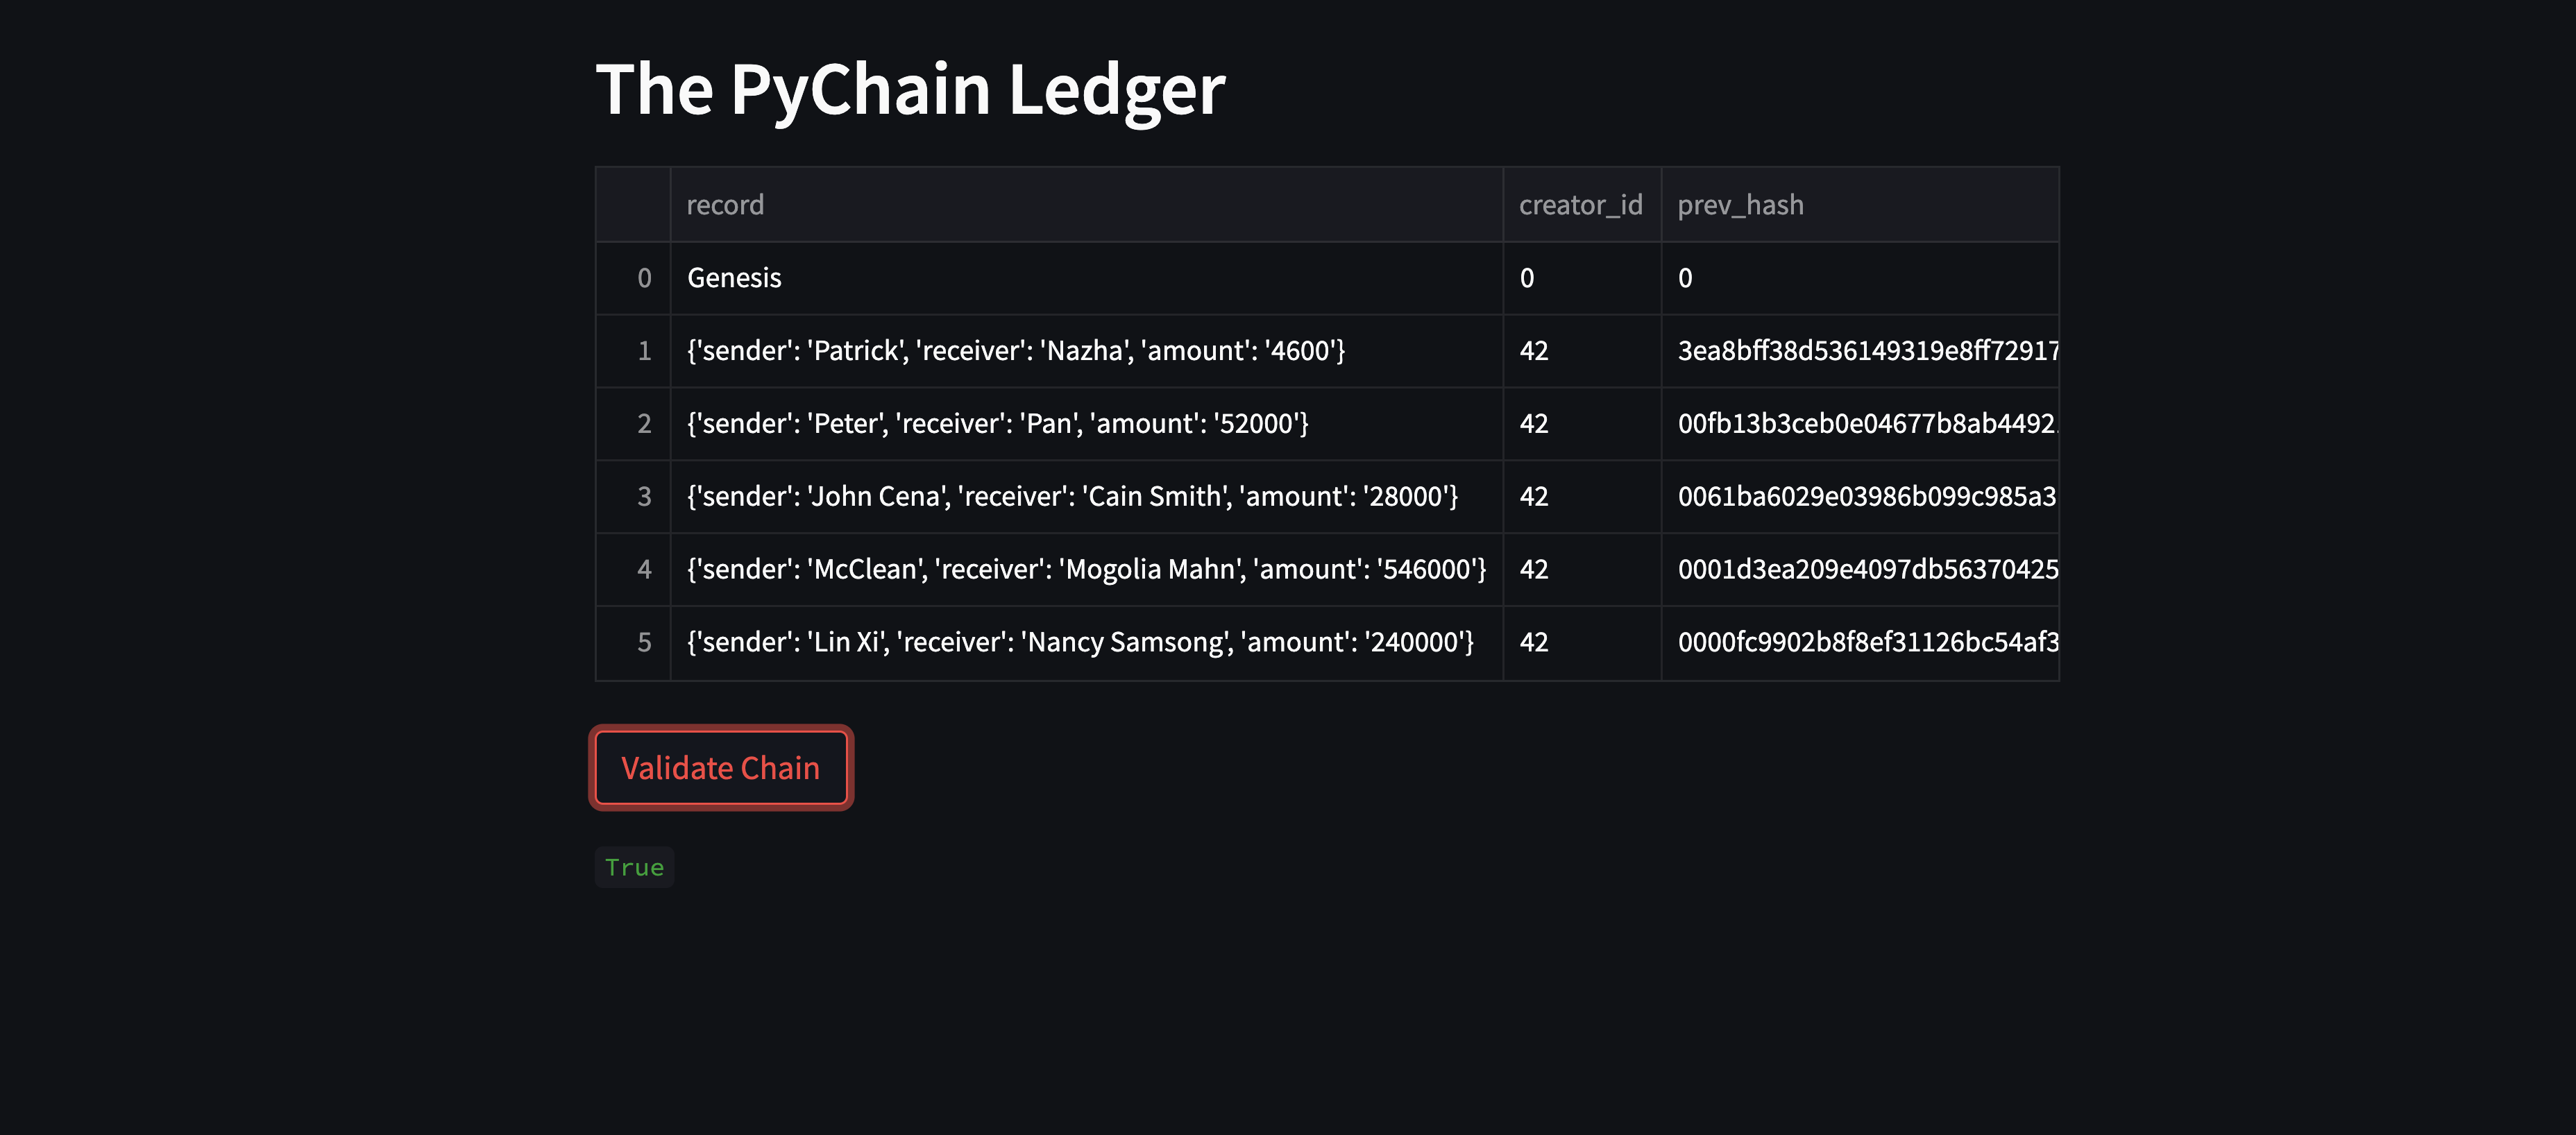 The PyChain Ledger
record creator_id prev_hash
0 Genesis 0 0
1 {'sender': 'Patrick', 'receiver': 'Nazha', 'amount': '4600'} 42 3ea8bff38d536149319e8ff72917
2 {'sender': 'Peter', 'receiver': 'Pan', 'amount': '52000'} 42 00fb13b3ceb0e04677b8ab4492
3 {'sender': 'John Cena', 'receiver': 'Cain Smith', 'amount': '28000'} 42 0061ba6029e03986b099c985a3
4 {'sender': 'McClean', 'receiver': 'Mogolia Mahn', 'amount': '546000'} 42 0001d3ea209e4097db56370425
5 {'sender': 'Lin Xi', 'receiver': 'Nancy Samsong', 'amount': '240000'} 42 0000fc9902b8f8ef31126bc54af3
Validate Chain
True